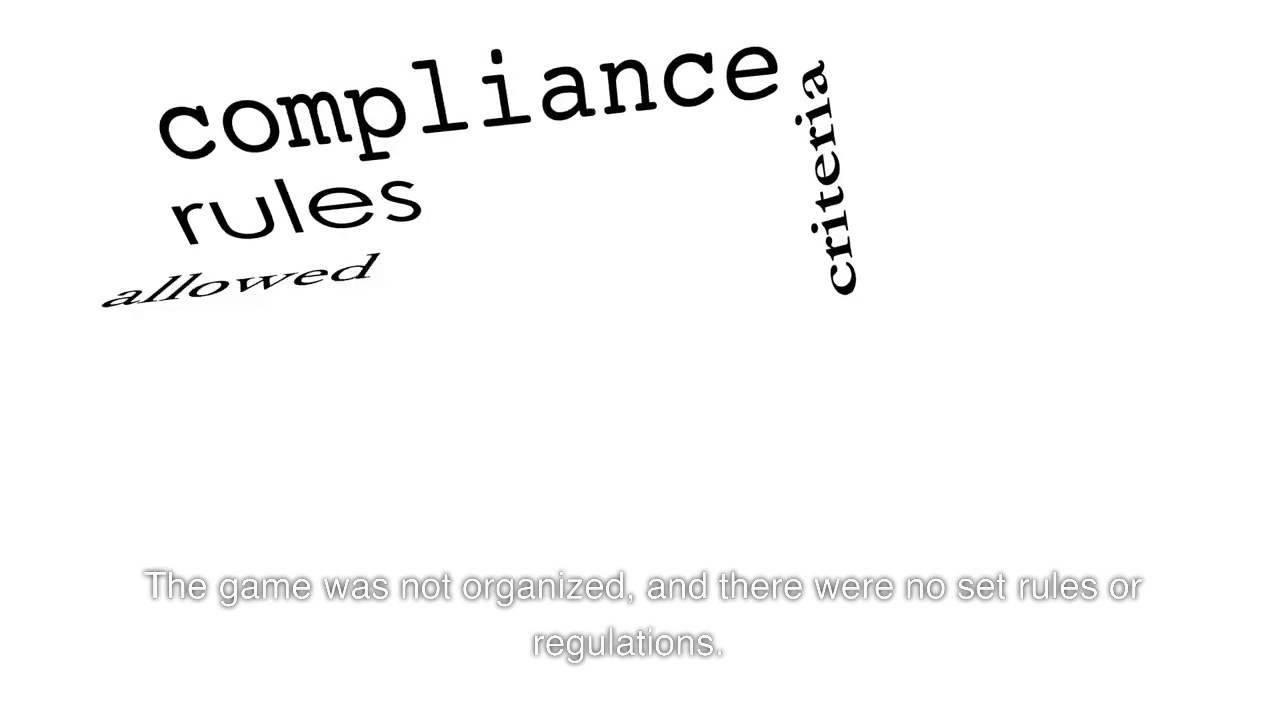 compliance
criteria
rules
allowed
The game was not organized, and there were no set rules or
regulations.